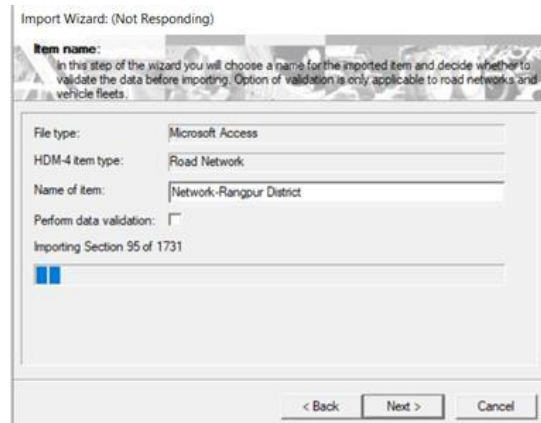 Import Wizard: (Not Responding)
Item name:
In this step of the wizard you will choose a name for the imported item and decide whether to
validate the data before importing. Option of validation is only applicable to road networks and
vehicle fleets.
File type: Microsoft Access
HDM-4 item type: Road Network
Name of item: Network-Rangpur District
Perform data validation:
Importing Section 95 of 1731
< Back Next > Cancel